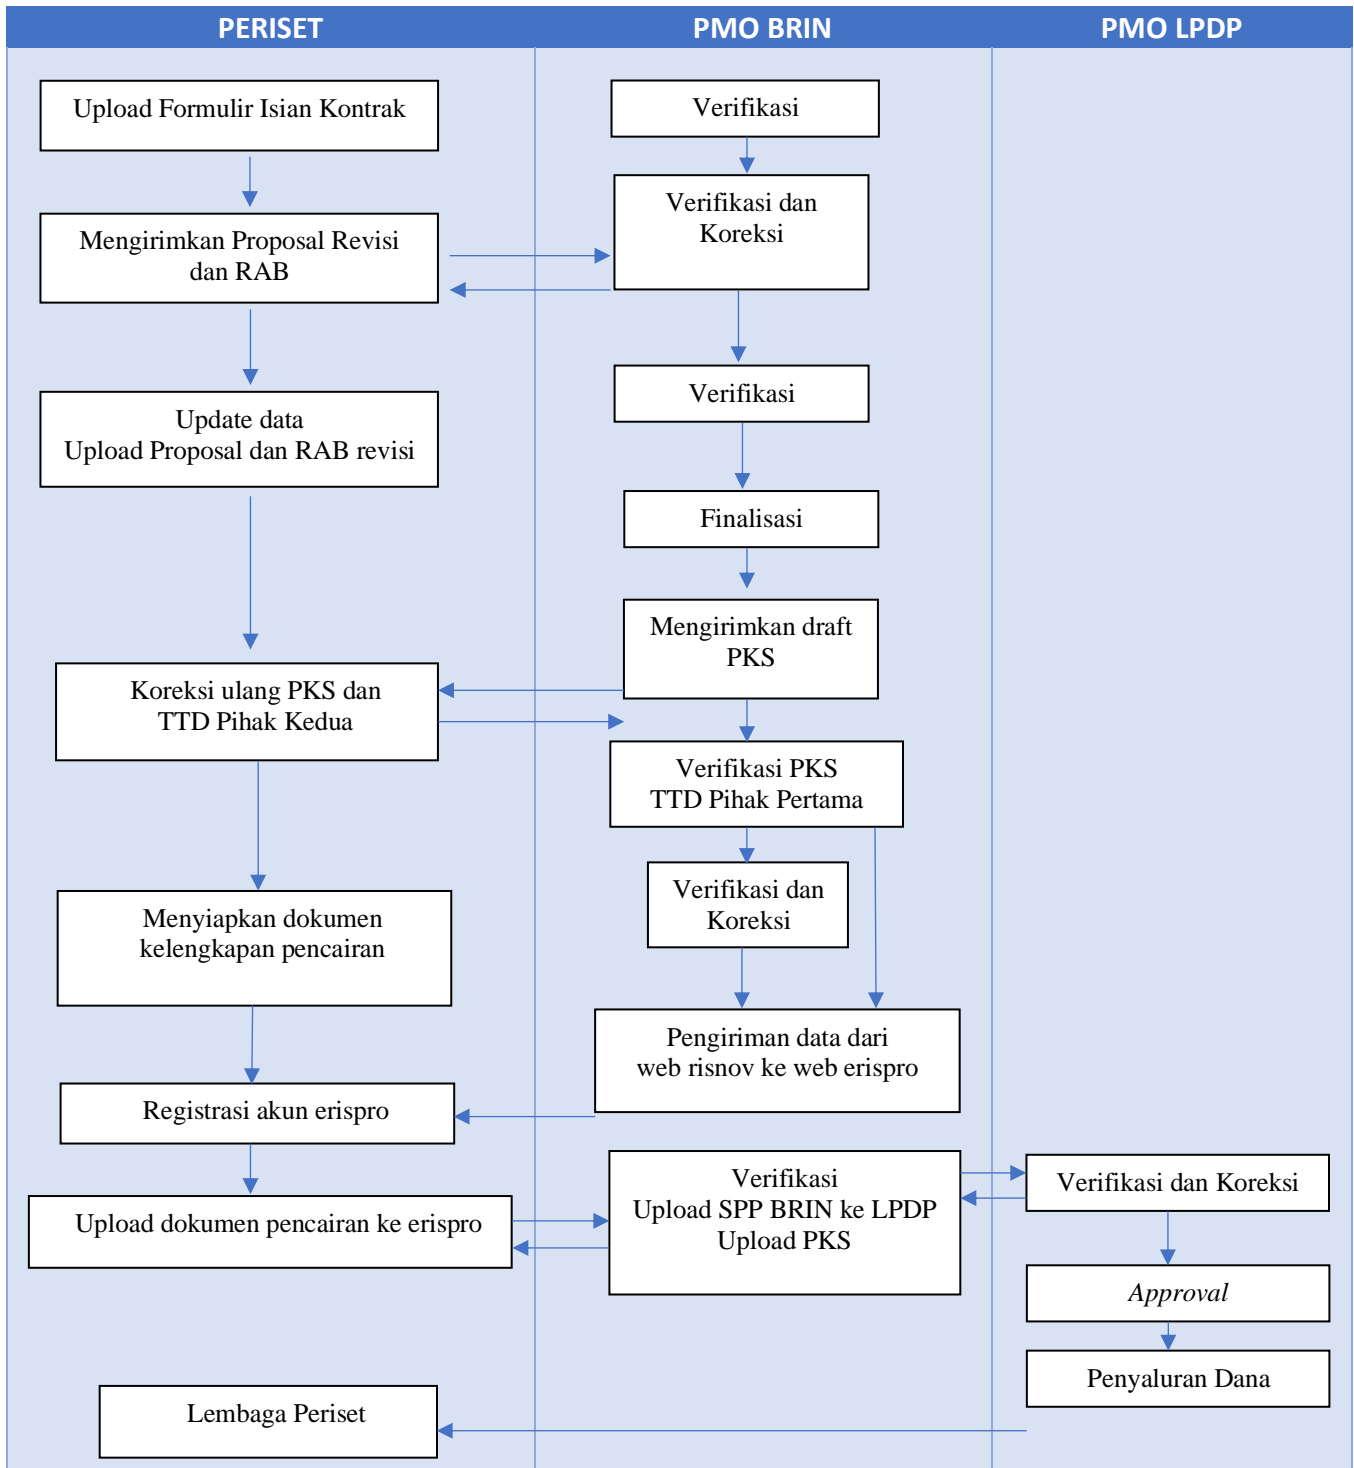 PERISET
PMO BRIN
PMO LPDP
Upload Formulir Isian Kontrak
Verifikasi
Verifikasi dan
Koreksi
Mengirimkan Proposal Revisi
dan RAB
Verifikasi
Update data
Upload Proposal dan RAB revisi
Finalisasi
Mengirimkan draft
PKS
Koreksi ulang PKS dan
TTD Pihak Kedua
Verifikasi PKS
TTD Pihak Pertama
Verifikasi dan
Koreksi
Menyiapkan dokumen
kelengkapan pencairan
Pengiriman data dari
web risnov ke web erispro
Registrasi akun erispro
Verifikasi
Upload SPP BRIN ke LPDP
Upload PKS
Verifikasi dan Koreksi
Upload dokumen pencairan ke erispro
Approval
Penyaluran Dana
Lembaga Periset